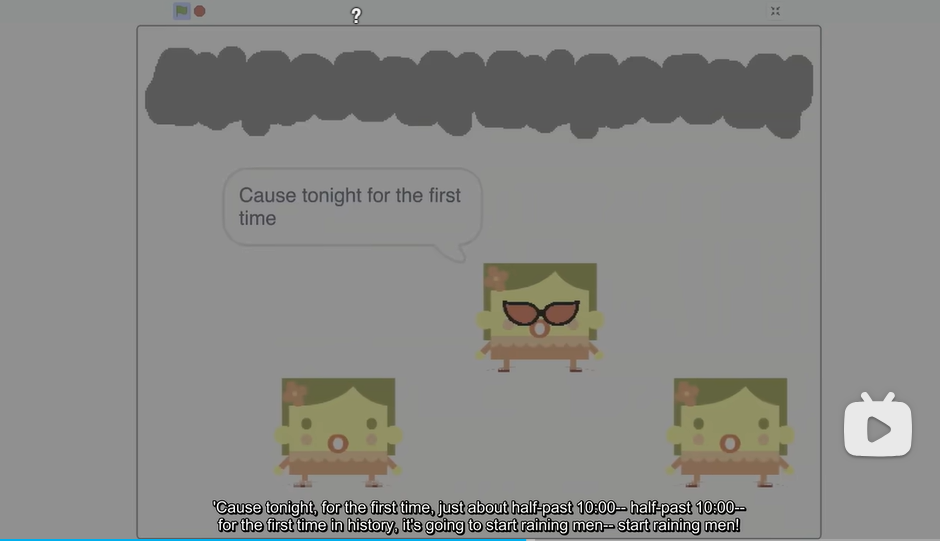 ?
Cause tonight for the first
time
'Cause tonight, for the first time, just about half-past 10:00-- half-past 10:00--
for the first time in history, it's going to start raining men-- start raining men!